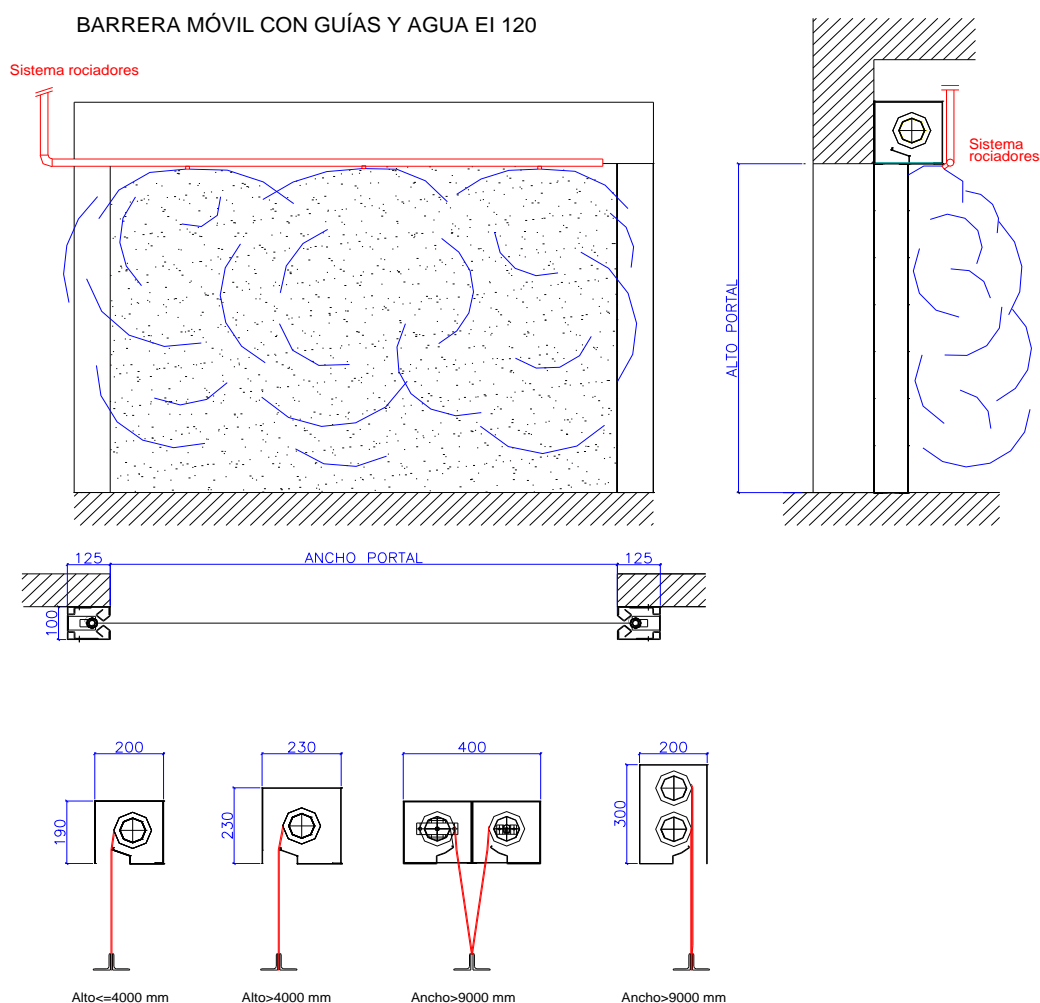 BARRERA MÓVIL CON GUÍAS Y AGUA EI 120
Sistema rociadores
Sistema
rociadores
ALTO PORTAL
125
ANCHO PORTAL
125
100
200
230
400
200
190
230
300
Alto<=4000 mm
Alto>4000 mm
Ancho>9000 mm
Ancho>9000 mm